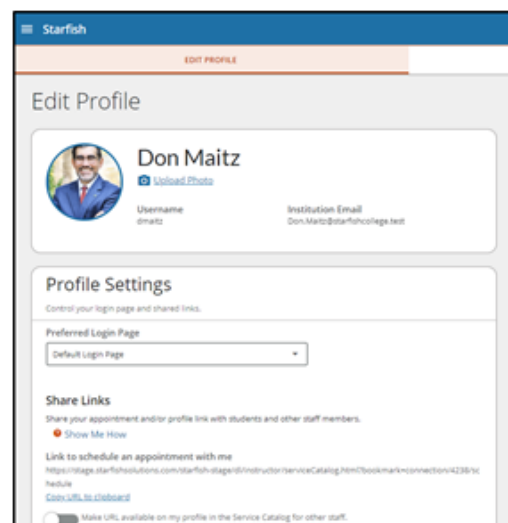 Starfish
EDIT PROFILE
Edit Profile
Don Maitz
Upload Photo
Username
Institution Email
dmaitz
Don.Maitz@starfishcollege.test
Profile Settings
Control your login page and shared links.
Preferred Login Page
Default Login Page
Share Links
Share your appointment and/or profile link with students and other staff members.
Show Me How
Link to schedule an appointment with me
https://stage.starfishsolutions.com/starfish-stage/dl/instructor/serviceCatalog.html?bookmark=connection/4238/sc
hedule
Copy URL to clipboard
Make URL available on my profile in the Service Catalog for other staff.